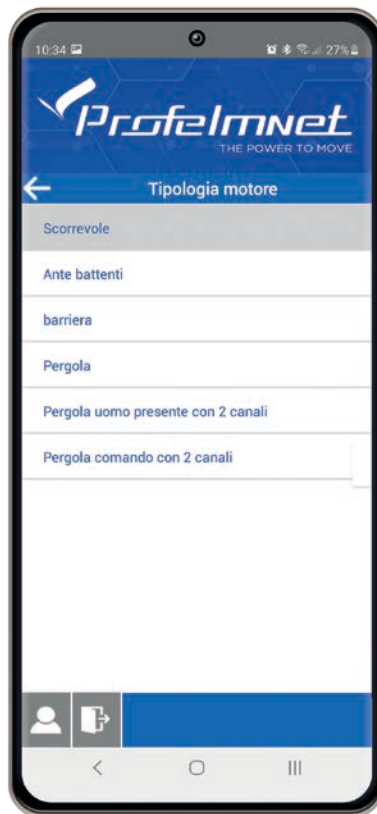 10:34
27%
Profelmnet
THE POWER TO MOVE
Tipologia motore
Scorrevole
Ante battenti
barriera
Pergola
Pergola uomo presente con 2 canali
Pergola comando con 2 canali